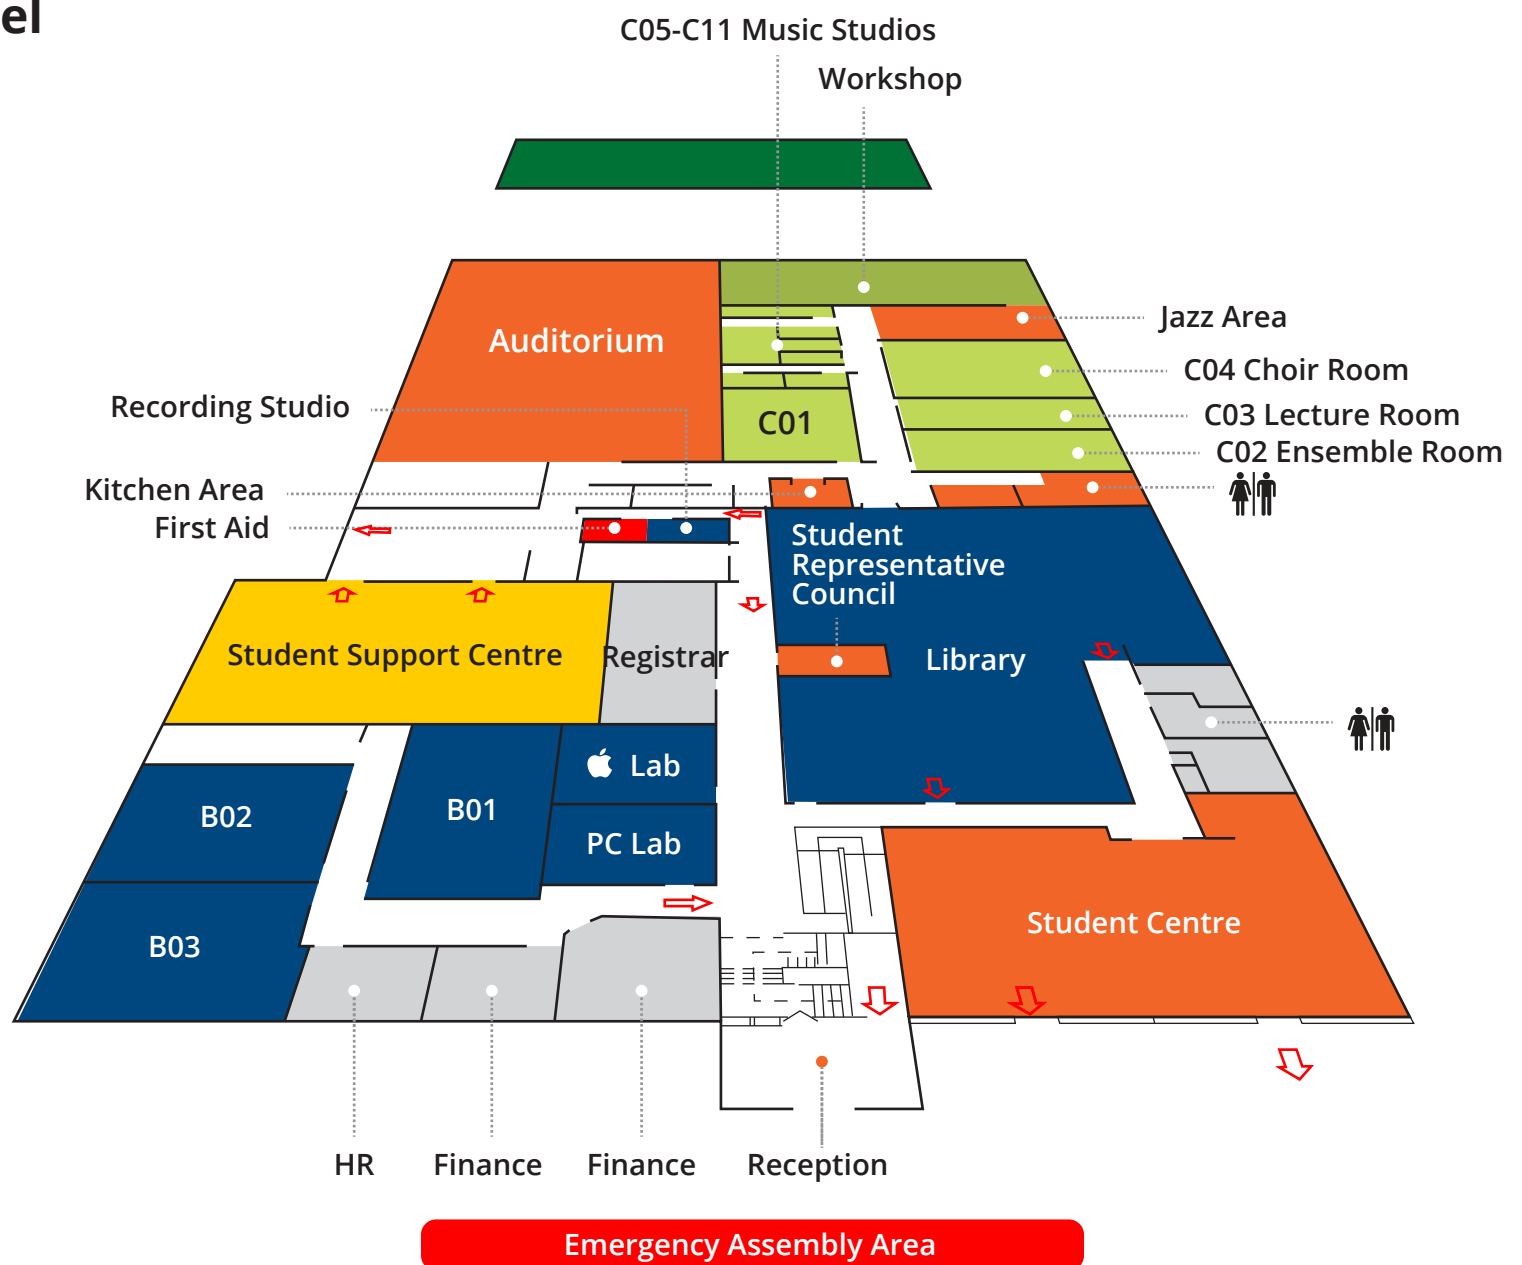 el
C05-C11 Music Studios
Workshop
Auditorium
Jazz Area
C04 Choir Room
Recording Studio
C01
C03 Lecture Room
C02 Ensemble Room
Kitchen Area
First Aid
Student
Representative
Council
Student Support Centre
Registrar
Library
Lab
B02
B01
PC Lab
B03
Student Centre
HR
Finance
Finance
Reception
Emergency Assembly Area